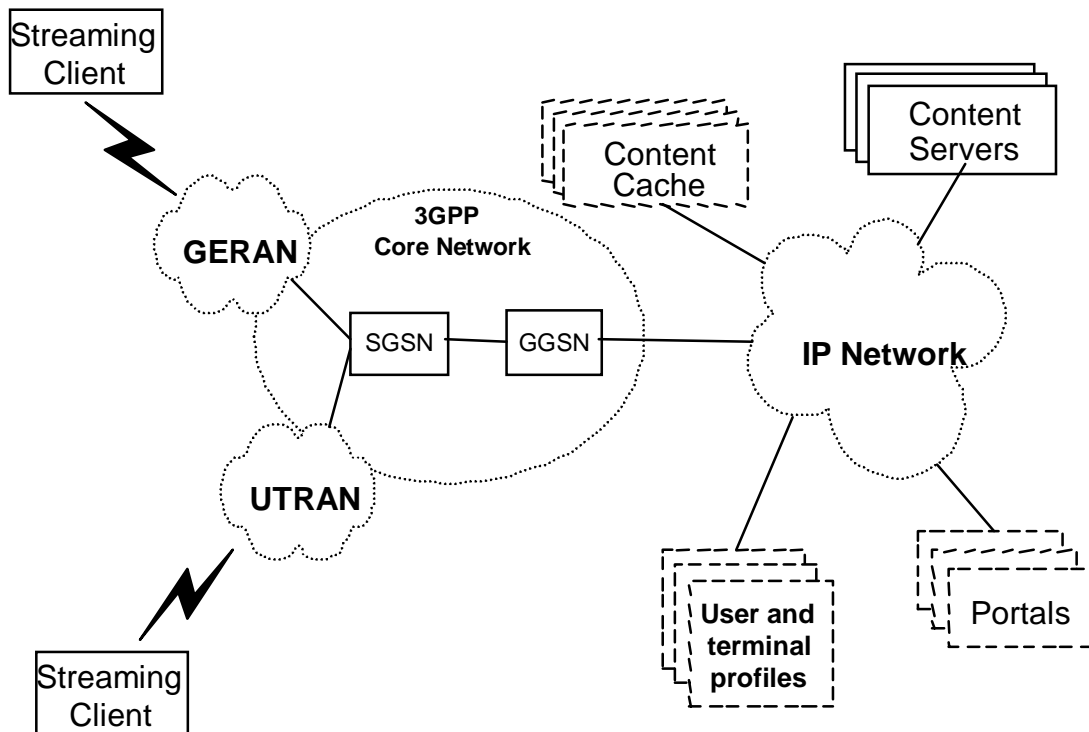 Streaming
Client
Content
Servers
Content
Cache
3GPP
Core Network
GERAN
SGSN
GGSN
IP Network
UTRAN
User and
terminal
profiles
Portals
Streaming
Client